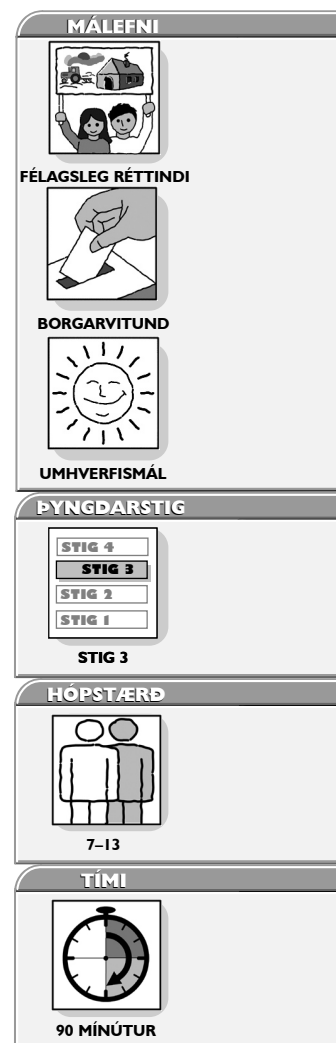 MÁLEFNI
FÉLAGSLEG RÉTTINDI
BORGARVITUND
UMHVERFISMÁL
ÞYNGDARSTIG
STIG 4
STIG 3
STIG 2
STIG 1
STIG 3
HÓPSTÆRÐ
7–13
TÍMI
90 MÍNÚTUR